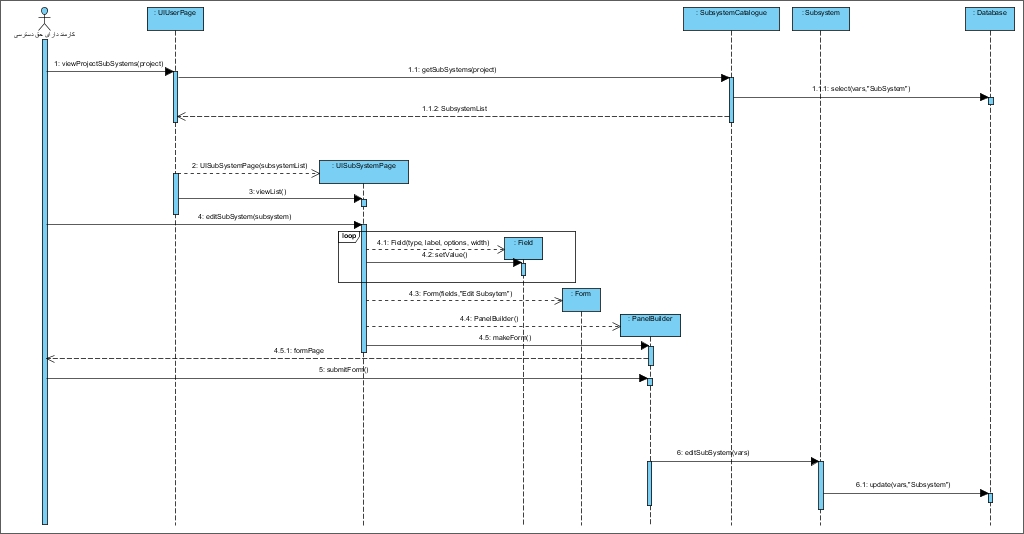 : UIUserPage
: SubsystemCatalogue
: Subsystem
: Database
کارمند دارای حق دسترسی
1: viewProjectSubSystems(project)
1.1: getSubSystems(project)
1.1.1: select(vars,"SubSystem")
1.1.2: SubsystemList
2: UISubSystemPage(subsystemList)
: UISubSystemPage
3: viewList()
4: editSubSystem(subsystem)
loop
4.1: Field(type, label, options, width)
: Field
4.2: setValue()
4.3: Form(fields,"Edit Subsytem")
: Form
4.4: PanelBuilder()
: PanelBuilder
4.5: makeForm()
4.5.1: formPage
5: submitForm()
6: editSubSystem(vars)
6.1: update(vars,"Subsystem")